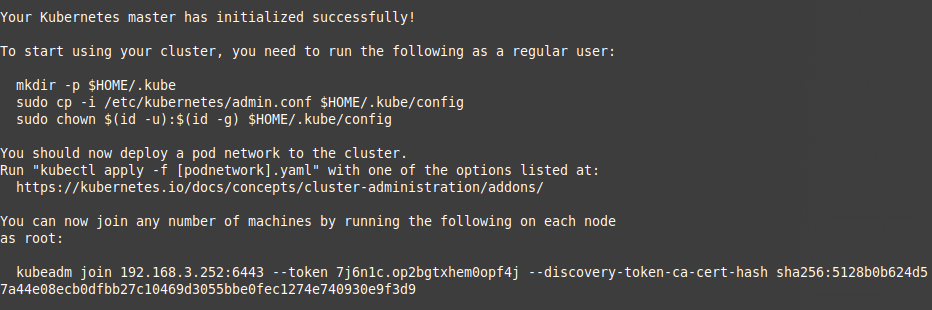 Your Kubernetes master has initialized successfully!
To start using your cluster, you need to run the following as a regular user:
mkdir -p $HOME/.kube
sudo cp -i /etc/kubernetes/admin.conf $HOME/.kube/config
sudo chown $(id -u):$(id -g) $HOME/.kube/config
You should now deploy a pod network to the cluster.
Run "kubectl apply -f [podnetwork].yaml" with one of the options listed at:
https://kubernetes.io/docs/concepts/cluster-administration/addons/
You can now join any number of machines by running the following on each node
as root:
kubeadm join 192.168.3.252:6443 --token 7j6n1c.op2bgtxhem0opf4j --discovery-token-ca-cert-hash sha256:5128b0b624d5
7a44e08ecb0dfbb27c10469d3055bbe0fec1274e740930e9f3d9